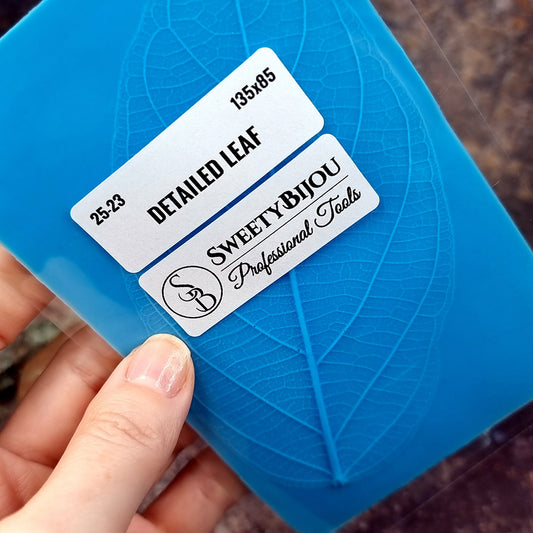 135x85
DETAILED LEAF
25-23
SWEETYBIJOU
Professional Tools
SB